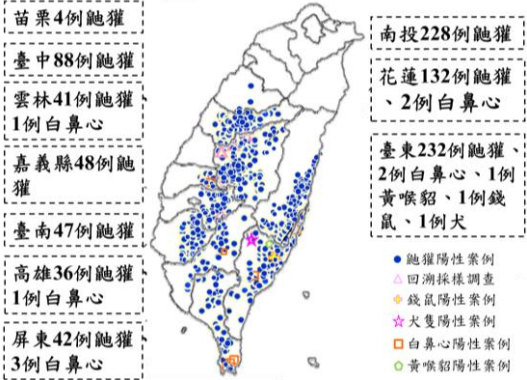 苗栗4例鼬獾
臺中88例鼬獾
雲林41例鼬獾
1例白鼻心
嘉義縣48例鼬
獾
臺南47例鼬獾
高雄36例鼬獾
1例白鼻心
屏東42例鼬獾
3例白鼻心
南投228例鼬獾
花蓮132例鼬獾
、2例白鼻心
臺東232例鼬獾、
2例白鼻心、1例
黃喉貂、1例錢
鼠、1例犬
鼬獾陽性案例
回溯採樣調查
錢鼠陽性案例
犬隻陽性案例
白鼻心陽性案例
黃喉貂陽性案例